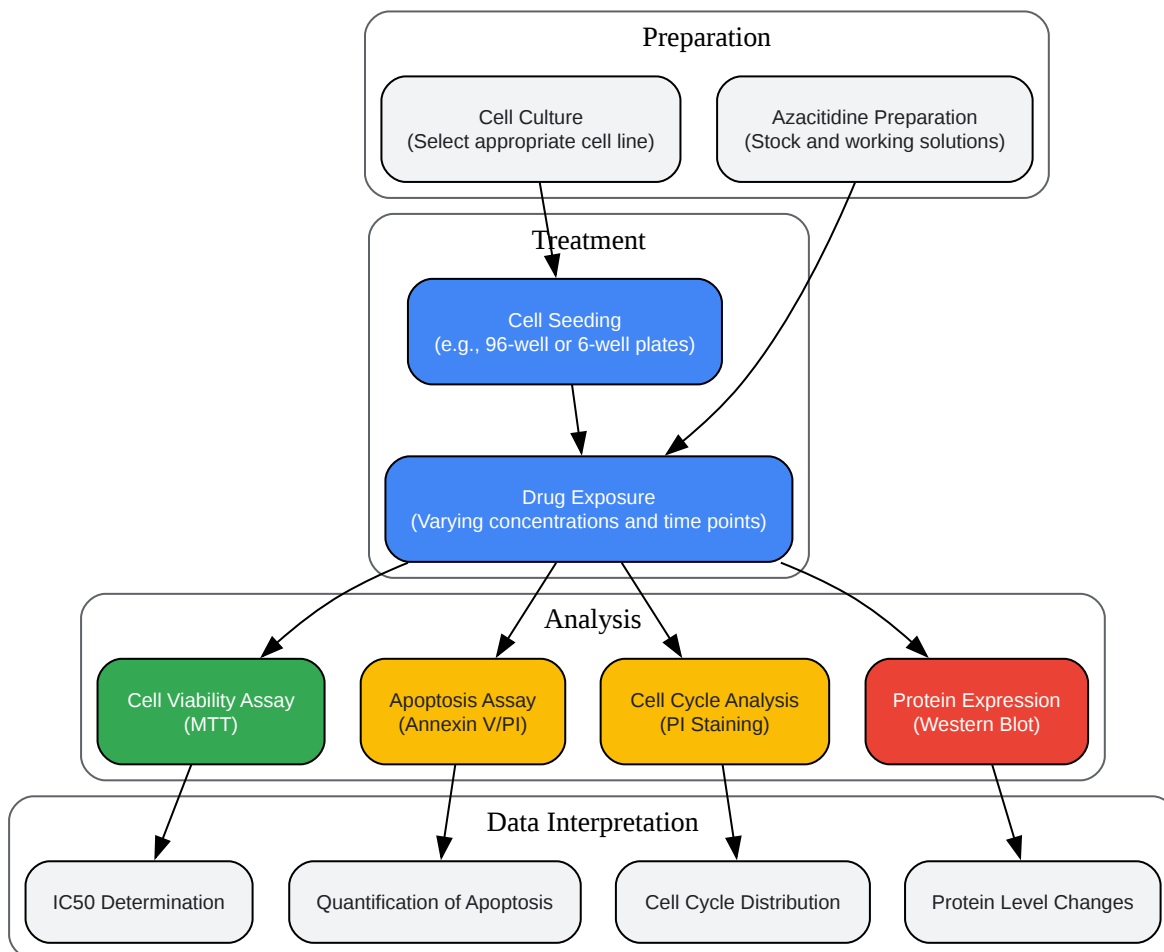 Preparation
Cell Culture
(Select appropriate cell line)
Azacitidine Preparation
(Stock and working solutions)
Treatment
Cell Seeding
(e.g., 96-well or 6-well plates)
Drug Exposure
(Varying concentrations and time points)
Analysis
Cell Viability Assay
(MTT)
Apoptosis Assay
(Annexin V/PI)
Cell Cycle Analysis
(PI Staining)
Protein Expression
(Western Blot)
Data Interpretation
IC50 Determination
Quantification of Apoptosis
Cell Cycle Distribution
Protein Level Changes